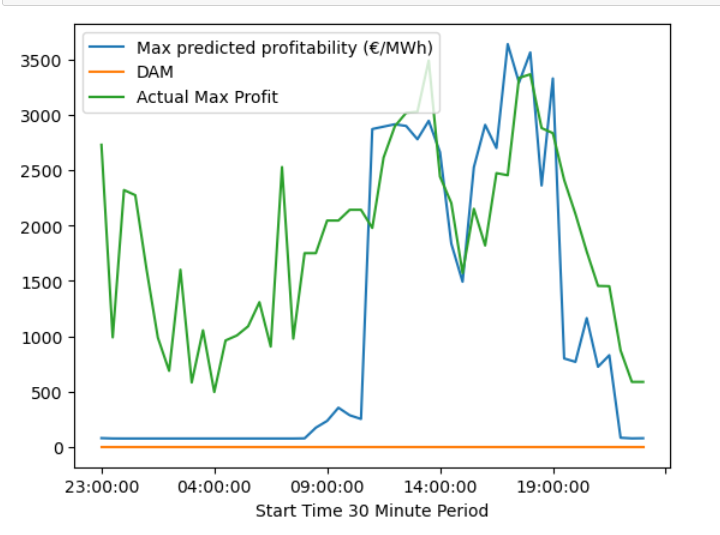 Max predicted profitability (€/MWh)
DAM
Actual Max Profit
3500
3000
2500
2000
1500
1000
500
0
23:00:00 04:00:00 09:00:00 14:00:00 19:00:00
Start Time 30 Minute Period